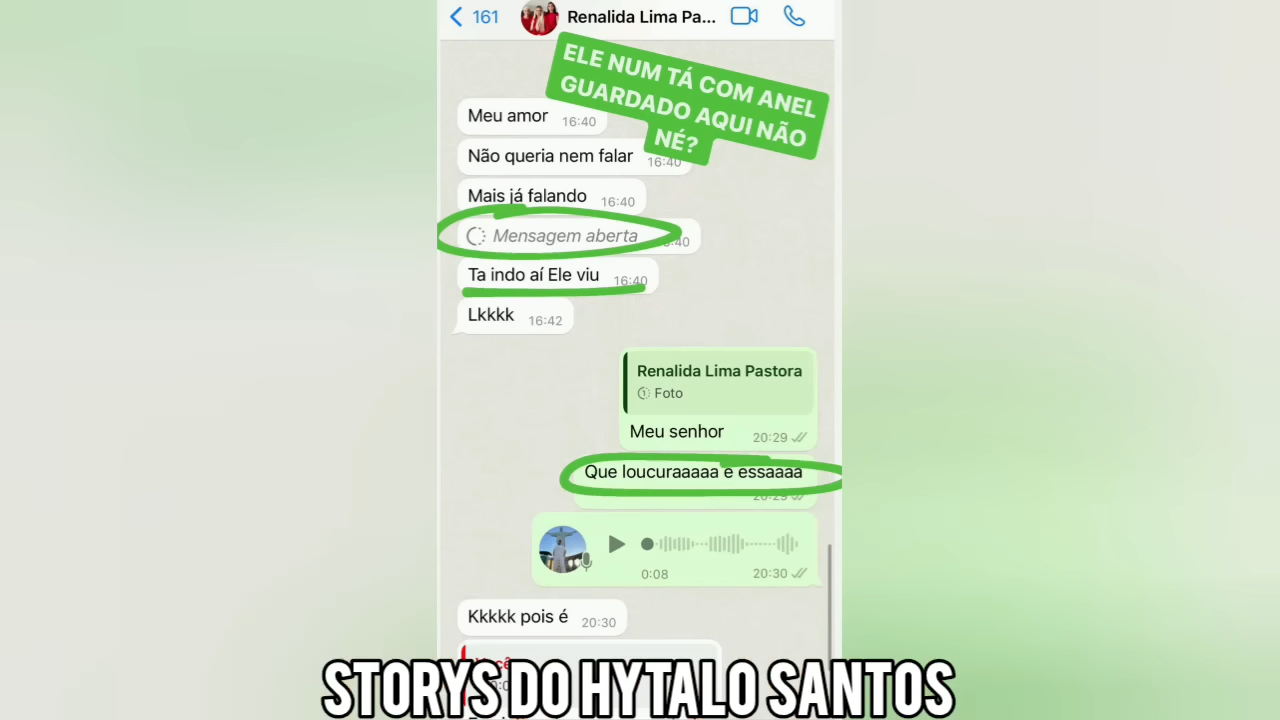 161
Renalida Lima Pa...
ELE NUM TÁ COM ANEL
GUARDADO AQUI NÃO
NÉ?
Meu amor 16:40
Não queria nem falar 16:40
Mais já falando 16:40
Mensagem aberta :40
Ta indo aí Ele viu 16:40
Lkkkk 16:42
Renalida Lima Pastora
Foto
Meu senhor 20:29
Que loucuraaaaa e essaaaa
20:29
0:08 20:30
Kkkkk pois é 20:30
STORYS DO HYTALO SANTOS